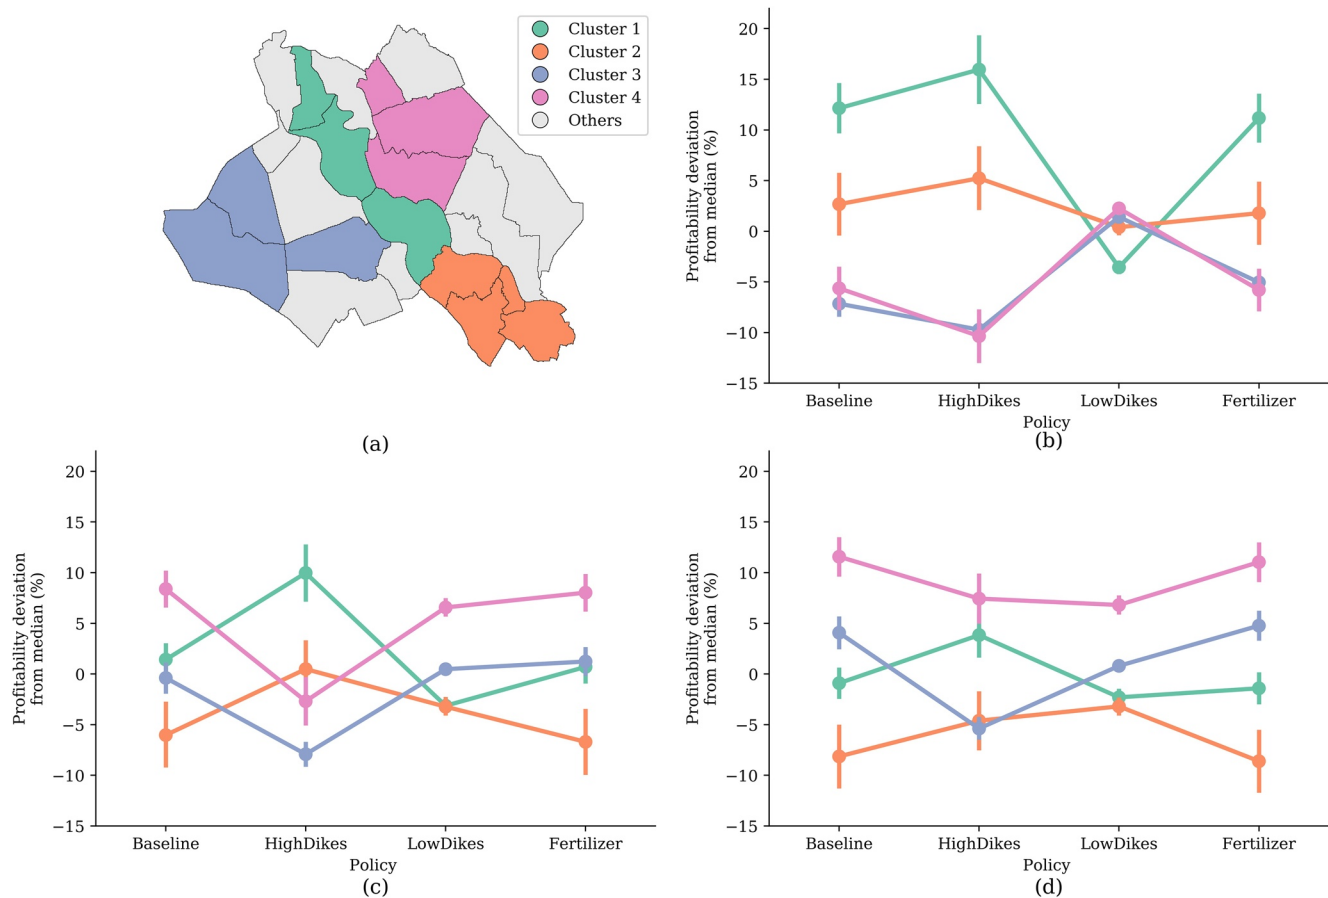 Cluster 1
Cluster 2
Cluster 3
Cluster 4
Others
(a)
Profitability deviation
from median (%)
20
15
10
5
0
−5
−10
−15
Baseline HighDikes LowDikes Fertilizer
Policy
(b)
Profitability deviation
from median (%)
20
15
10
5
0
−5
−10
−15
Baseline HighDikes LowDikes Fertilizer
Policy
(c)
Profitability deviation
from median (%)
20
15
10
5
0
−5
−10
−15
Baseline HighDikes LowDikes Fertilizer
Policy
(d)